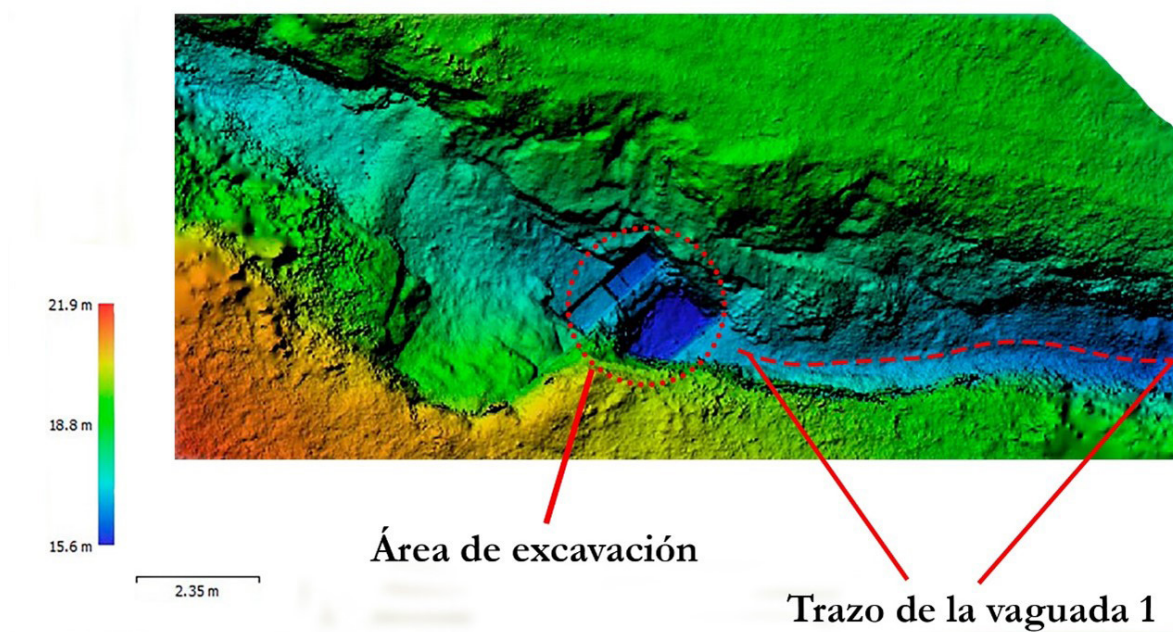 21.9 m
18.8 m
15.6 m
2.35 m
Área de excavación
Trazo de la vaguada 1